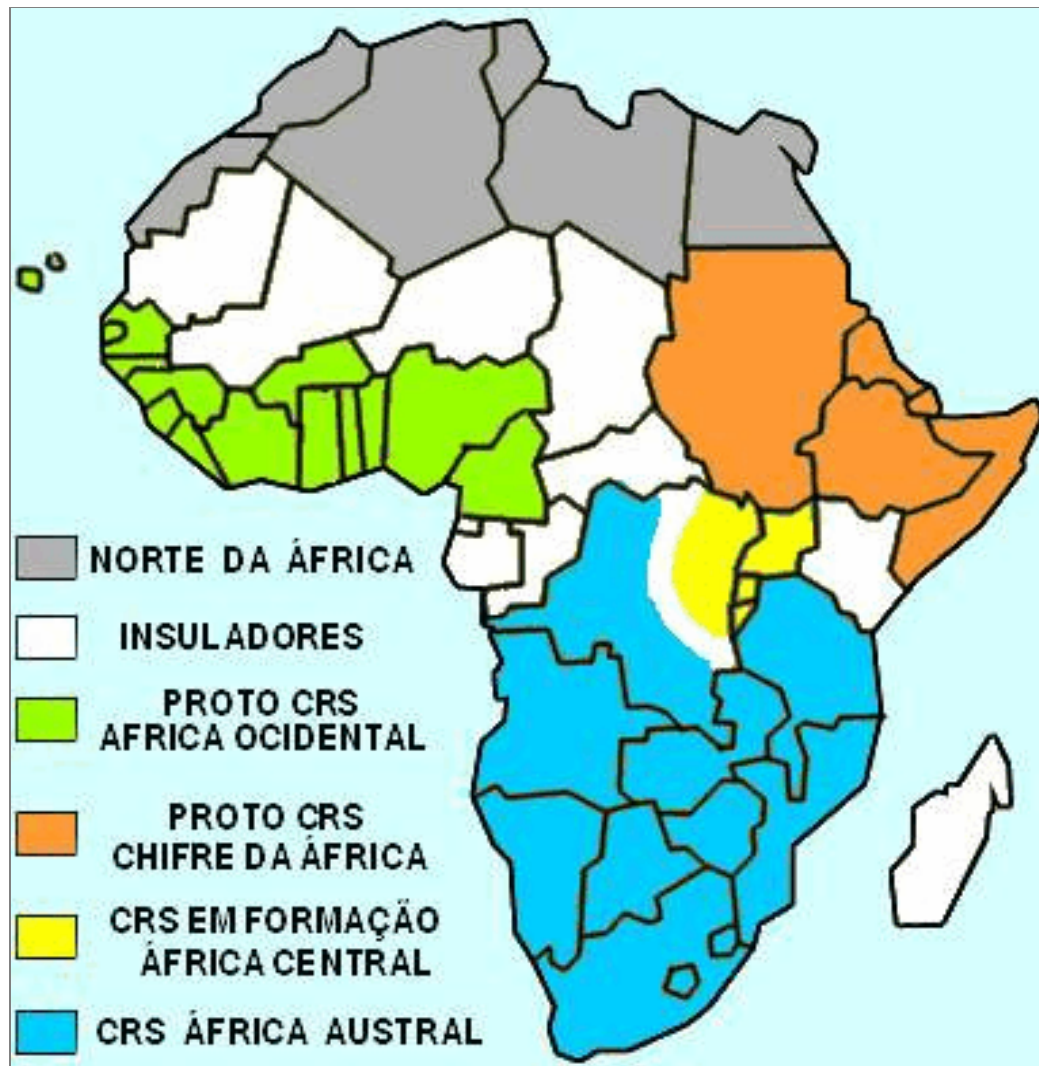 NORTE DA ÁFRICA
INSULADORES
PROTO CRS
AFRICA OCIDENTAL
PROTO CRS
CHIFRE DA ÁFRICA
CRS EM FORMAÇÃO
ÁFRICA CENTRAL
CRS ÁFRICA AUSTRAL